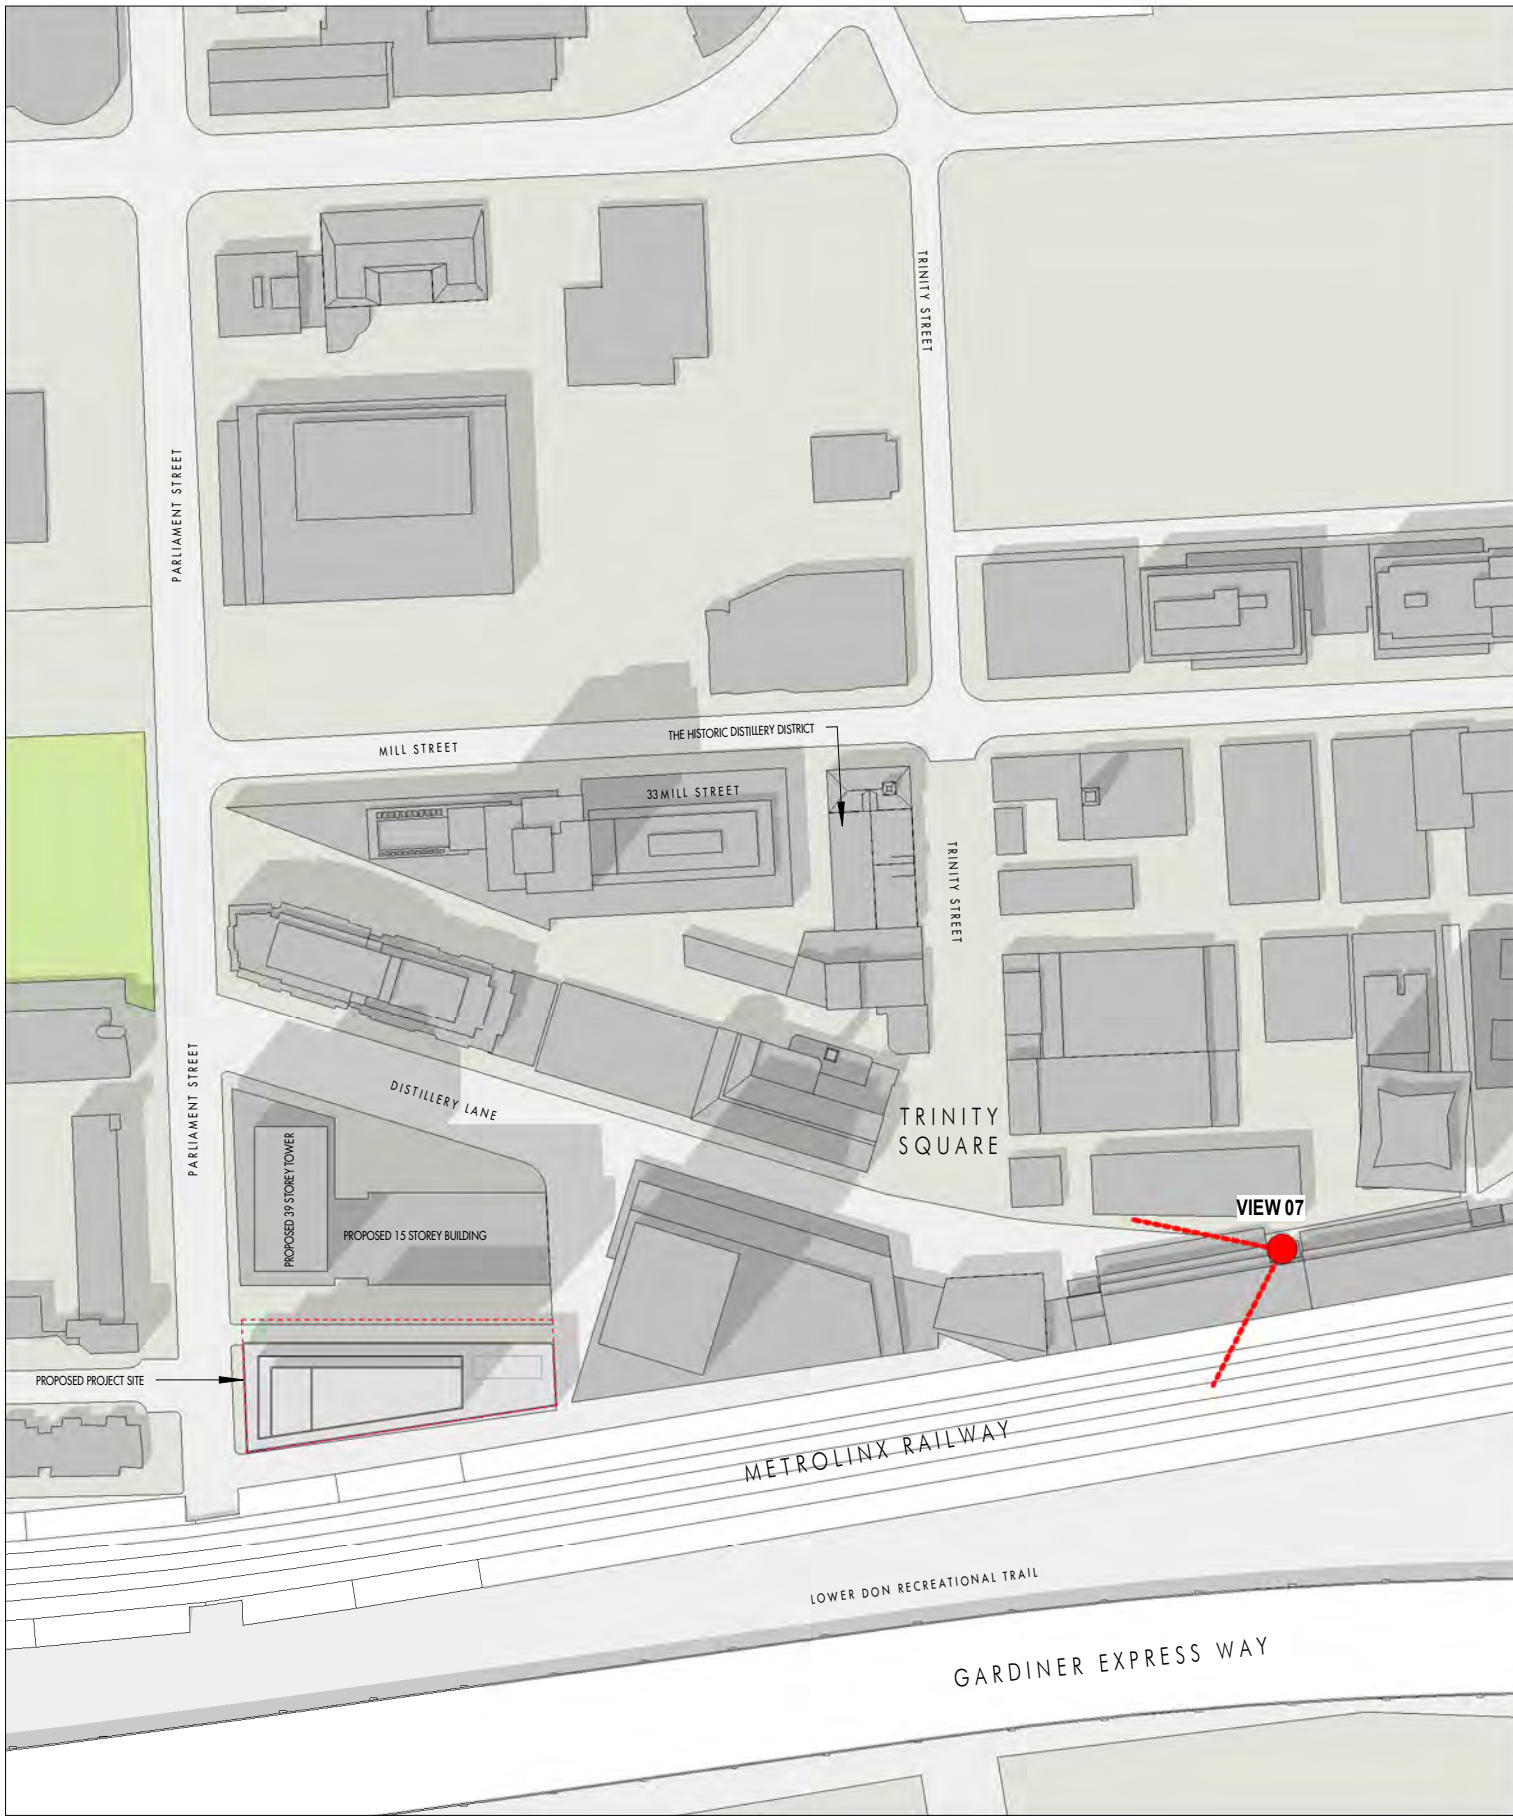 TRINITY STREET
PARLIAMENT STREET
THE HISTORIC DISTILLERY DISTRICT
MILL STREET
33 MILL STREET
TRINITY STREET
PARLIAMENT STREET
DISTILLERY LANE
TRINITY
SQUARE
PROPOSED 39 STOREY TOWER
PROPOSED 15 STOREY BUILDING
VIEW 07
PROPOSED PROJECT SITE
METROLINX RAILWAY
LOWER DON RECREATIONAL TRAIL
GARDINER EXPRESS WAY